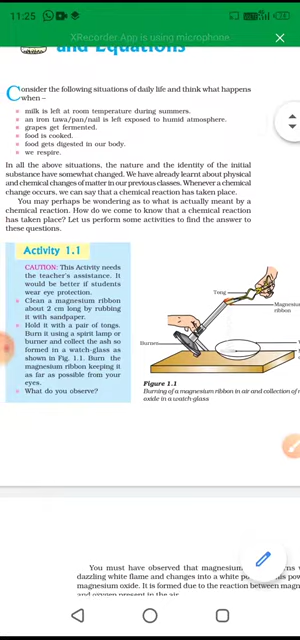 11:25
XRecorder App is using microphone
and Equations
Consider the following situations of daily life and think what happens
when –
milk is left at room temperature during summers.
an iron tawa/pan/nail is left exposed to humid atmosphere.
grapes get fermented.
food is cooked.
food gets digested in our body.
we respire.
In all the above situations, the nature and the identity of the initial
substance have somewhat changed. We have already learnt about physical
and chemical changes of matter in our previous classes. Whenever a chemical
change occurs, we can say that a chemical reaction has taken place.
You may perhaps be wondering as to what is actually meant by a
chemical reaction. How do we come to know that a chemical reaction
has taken place? Let us perform some activities to find the answer to
these questions.
Activity 1.1
CAUTION: This Activity needs
the teacher's assistance. It
would be better if students
wear eye protection.
Clean a magnesium ribbon
about 2 cm long by rubbing
it with sandpaper.
Hold it with a pair of tongs.
Burn it using a spirit lamp or
burner and collect the ash so
formed in a watch-glass as
shown in Fig. 1.1. Burn the
magnesium ribbon keeping it
as far as possible from your
eyes.
What do you observe?
Tong
Magnesiu
ribbon
Burner
Figure 1.1
Burning of a magnesium ribbon in air and collection of
oxide in a watch-glass
You must have observed that magnesium
dazzling white flame and changes into a white
magnesium oxide. It is formed due to the reaction between magn
and oxygen present in the air.